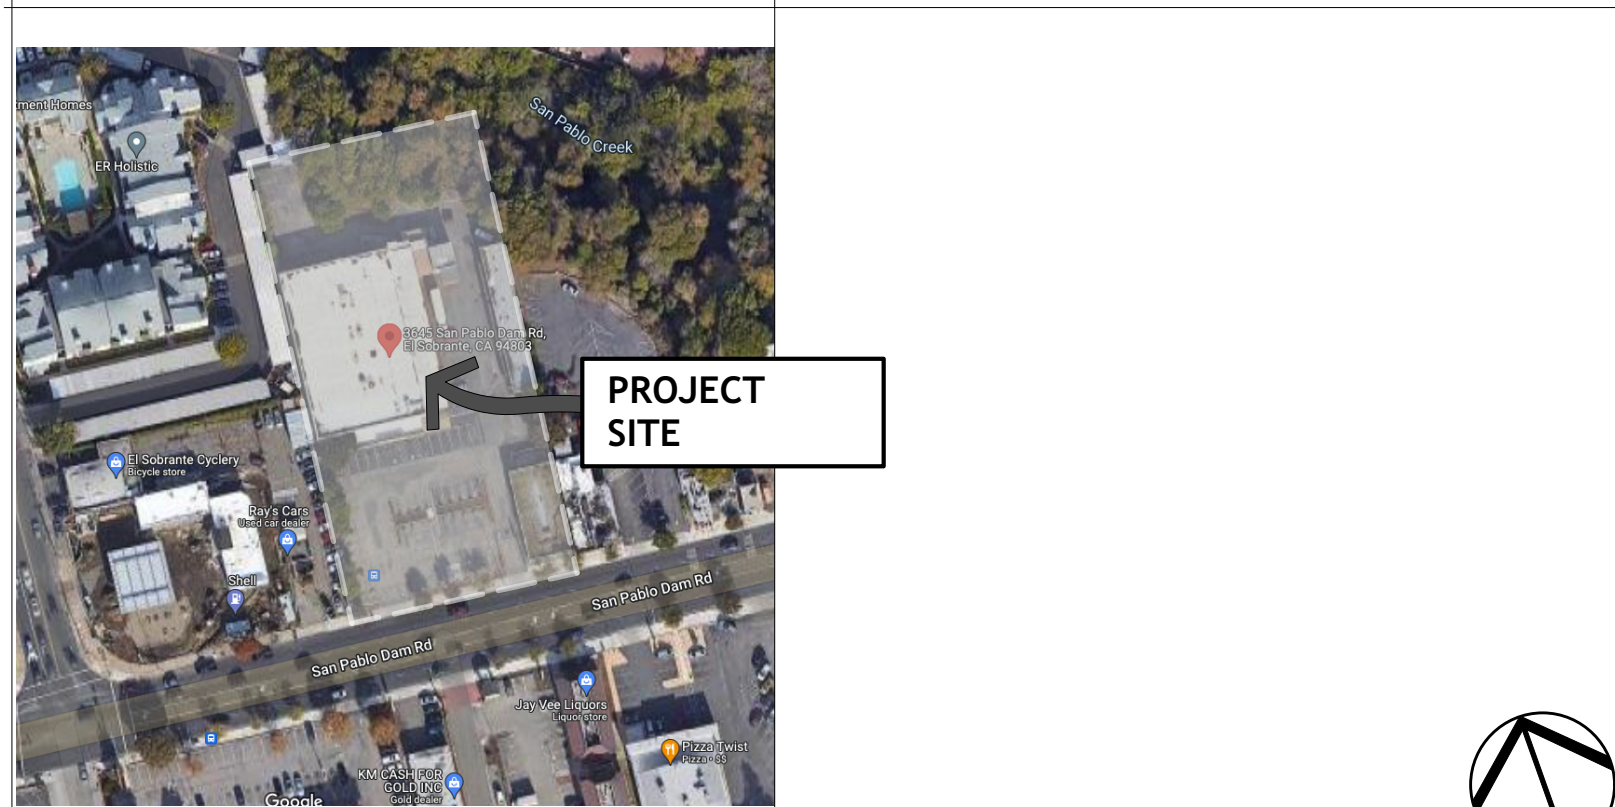 San Pablo Creek
ment Homes
ER Holistic
3645 San Pablo Dam Rd,
El Sobrante, CA 94803
PROJECT
SITE
El Sobrante Cyclery
Bicycle store
Ray's Cars
Used car dealer
Shell
San Pablo Dam Rd
San Pablo Dam Rd
Jay Vee Liquors
Liquor store
Pizza Twist
Pizza • $$
KM CASH FOR
GOLD INC
Gold dealer
Google